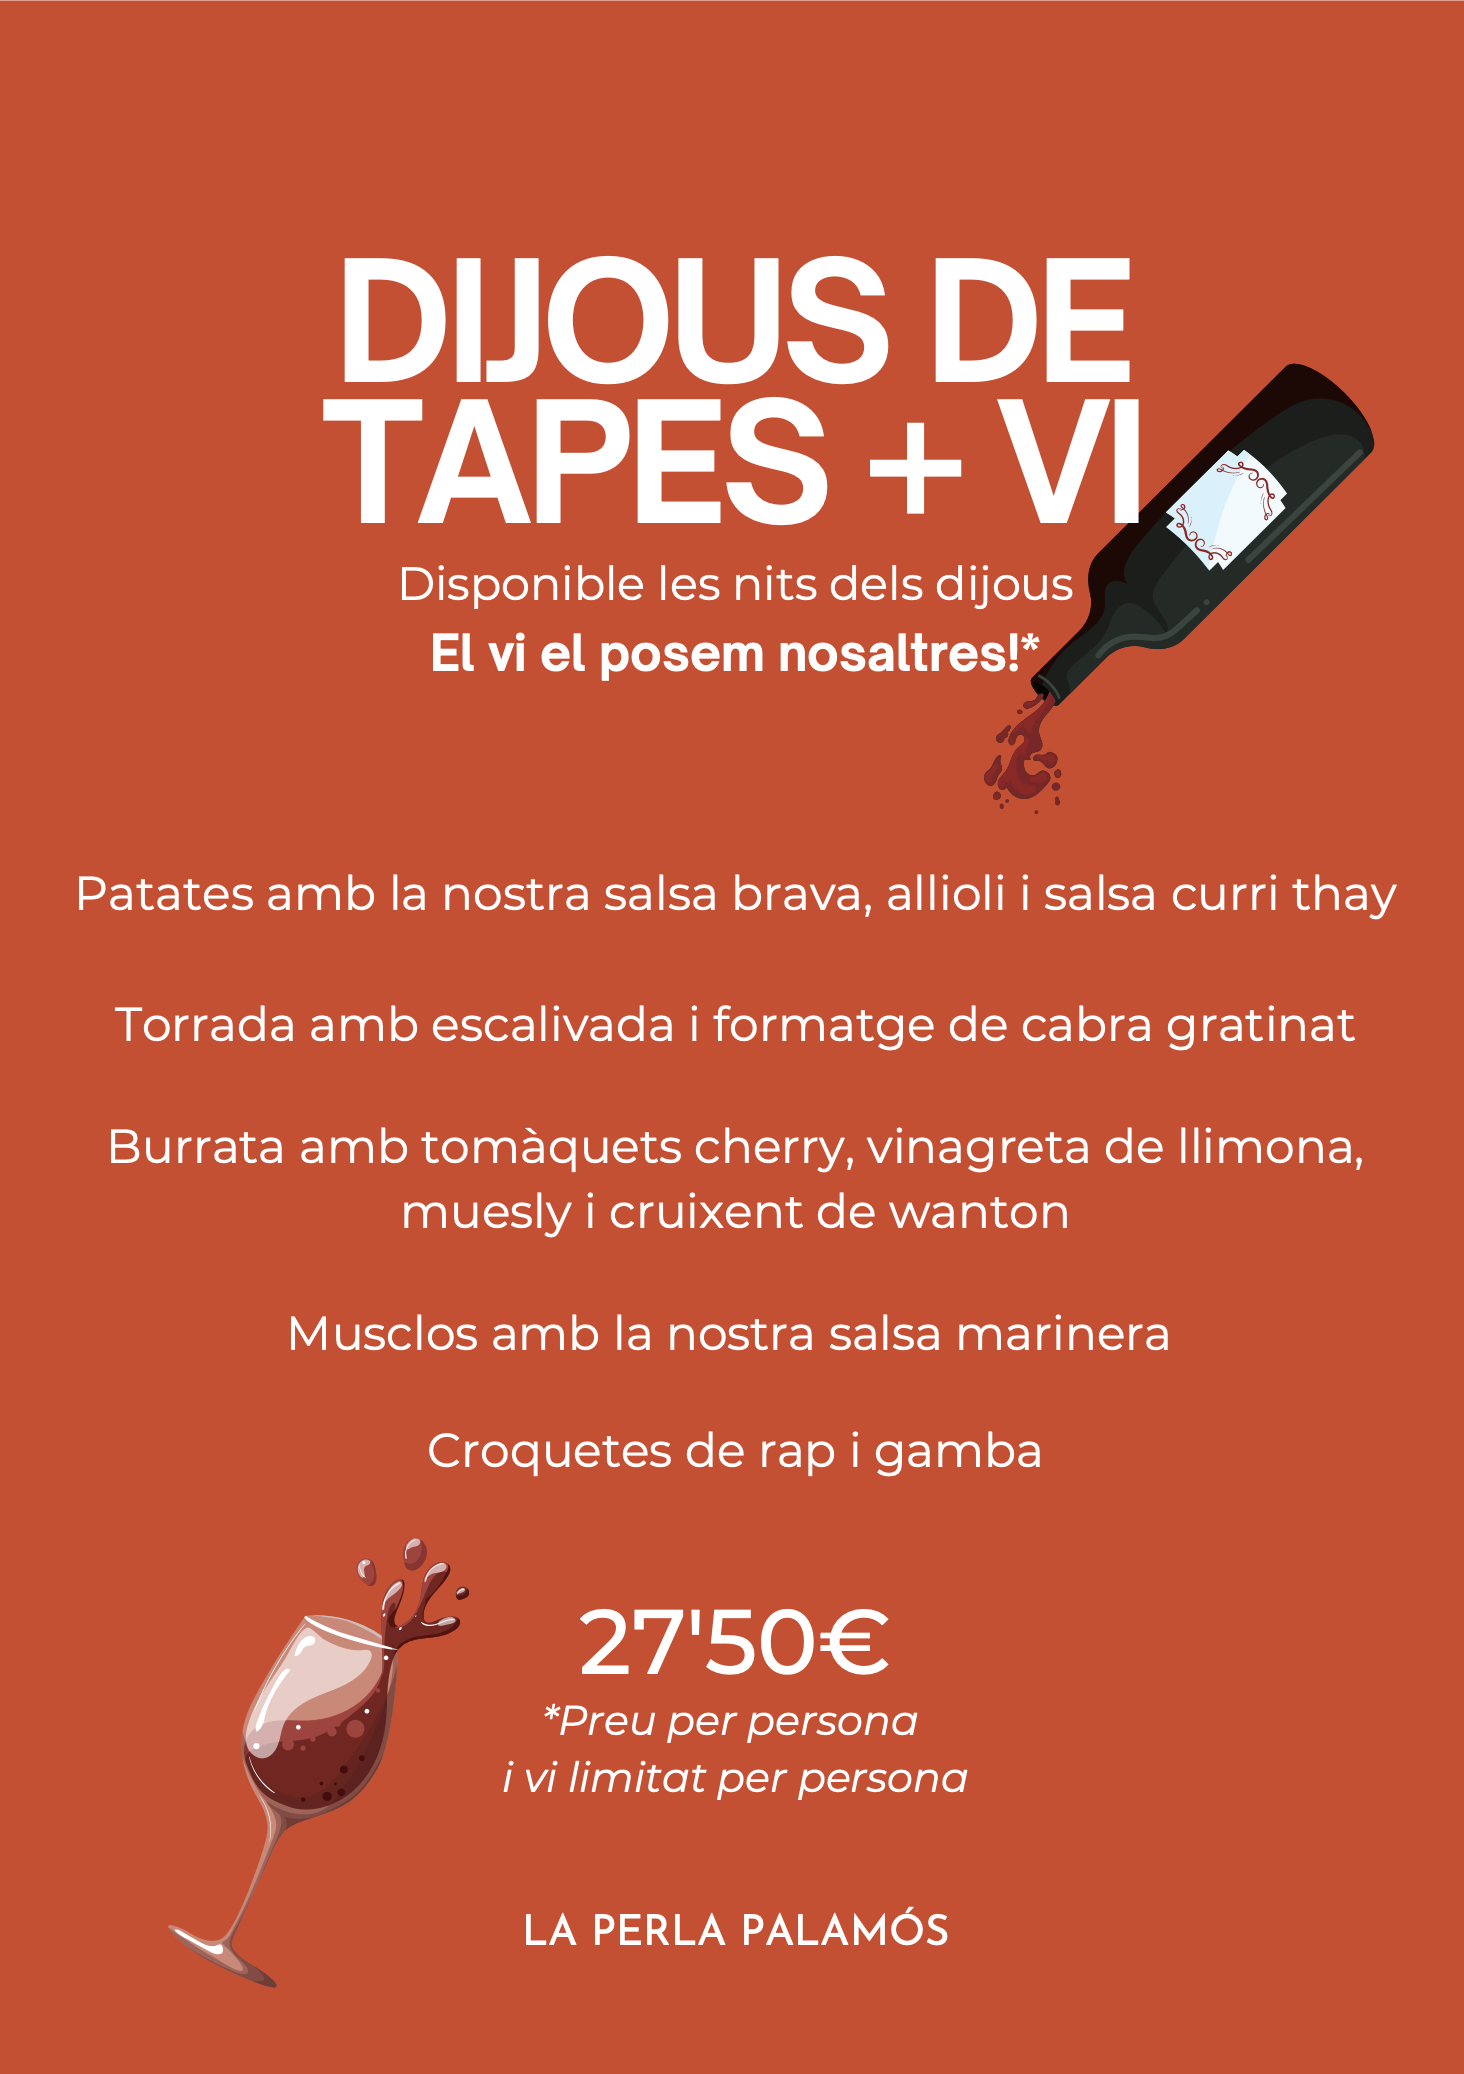 DIJOUS DE
TAPES + VI
Disponible les nits dels dijous
El vi el posem nosaltres!*
Patates amb la nostra salsa brava, allioli i salsa curri thay
Torrada amb escalivada i formatge de cabra gratinat
Burrata amb tomàquets cherry, vinagreta de llimona,
muesly i cruixent de wanton
Musclos amb la nostra salsa marinera
Croquetes de rap i gamba
27'50€
*Preu per persona
i vi limitat per persona
LA PERLA PALAMÓS